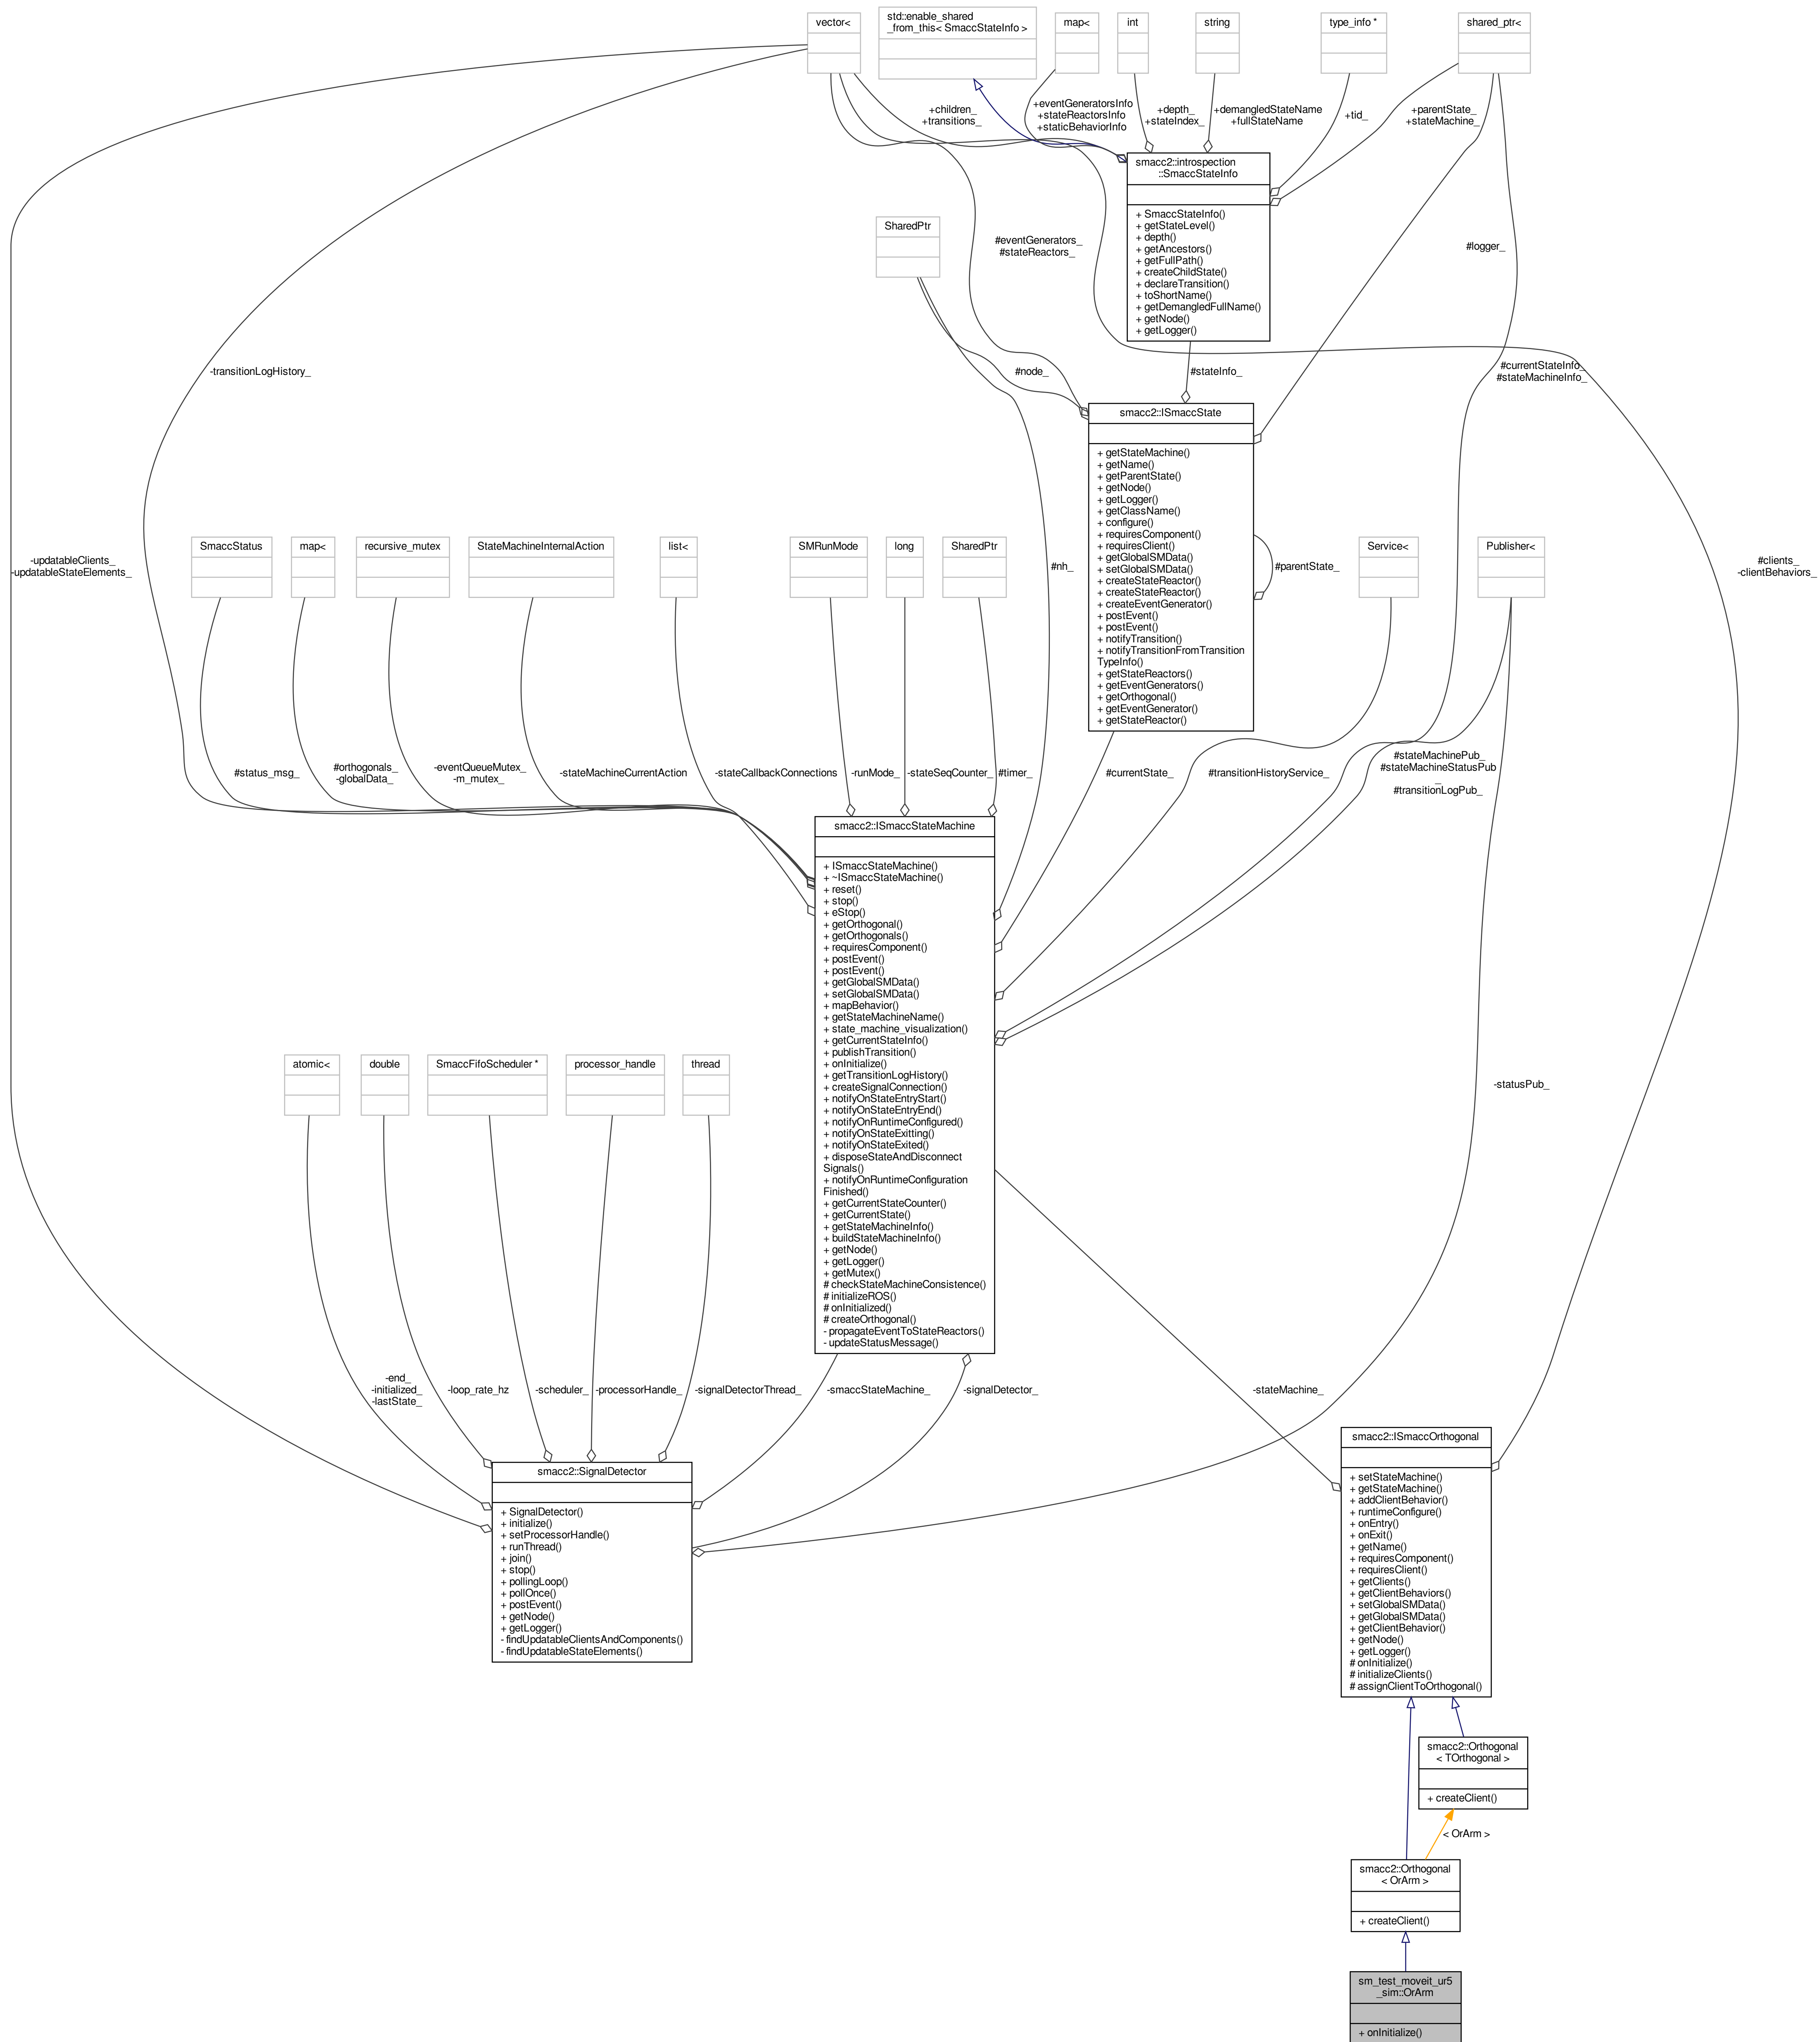 vector<
std::enable_shared
_from_this< SmaccStateInfo >
map<
int
string
type_info *
shared_ptr<
+children_
+transitions_
+eventGeneratorsInfo
+stateReactorsInfo
+staticBehaviorInfo
+depth_
+stateIndex_
+demangledStateName
+fullStateName
+tid_
+parentState_
+stateMachine_
smacc2::introspection
::SmaccStateInfo
+ SmaccStateInfo()
+ getStateLevel()
+ depth()
+ getAncestors()
+ getFullPath()
+ createChildState()
+ declareTransition()
+ toShortName()
+ getDemangledFullName()
+ getNode()
+ getLogger()
SharedPtr
#eventGenerators_
#stateReactors_
#logger_
-transitionLogHistory_
#node_
#stateInfo_
#currentStateInfo_
#stateMachineInfo_
smacc2::ISmaccState
+ getStateMachine()
+ getName()
+ getParentState()
+ getNode()
+ getLogger()
+ getClassName()
+ configure()
+ requiresComponent()
+ requiresClient()
+ getGlobalSMData()
+ setGlobalSMData()
+ createStateReactor()
+ createStateReactor()
+ createEventGenerator()
+ postEvent()
+ postEvent()
+ notifyTransition()
+ notifyTransitionFromTransition
TypeInfo()
+ getStateReactors()
+ getEventGenerators()
+ getOrthogonal()
+ getEventGenerator()
+ getStateReactor()
-updatableClients_
-updatableStateElements_
SmaccStatus
map<
recursive_mutex
StateMachineInternalAction
list<
SMRunMode
long
SharedPtr
#nh_
#parentState_
Service<
Publisher<
#clients_
-clientBehaviors_
#status_msg_
#orthogonals_
-globalData_
-eventQueueMutex_
-m_mutex_
-stateMachineCurrentAction
-stateCallbackConnections
-runMode_
-stateSeqCounter_
#timer_
#currentState_
#transitionHistoryService_
#stateMachinePub_
#stateMachineStatusPub
_
#transitionLogPub_
smacc2::ISmaccStateMachine
+ ISmaccStateMachine()
+ ~ISmaccStateMachine()
+ reset()
+ stop()
+ eStop()
+ getOrthogonal()
+ getOrthogonals()
+ requiresComponent()
+ postEvent()
+ postEvent()
+ getGlobalSMData()
+ setGlobalSMData()
+ mapBehavior()
+ getStateMachineName()
+ state_machine_visualization()
+ getCurrentStateInfo()
+ publishTransition()
+ onInitialize()
+ getTransitionLogHistory()
+ createSignalConnection()
+ notifyOnStateEntryStart()
+ notifyOnStateEntryEnd()
+ notifyOnRuntimeConfigured()
+ notifyOnStateExitting()
+ notifyOnStateExited()
+ disposeStateAndDisconnect
Signals()
+ notifyOnRuntimeConfiguration
Finished()
+ getCurrentStateCounter()
+ getCurrentState()
+ getStateMachineInfo()
+ buildStateMachineInfo()
+ getNode()
+ getLogger()
+ getMutex()
# checkStateMachineConsistence()
# initializeROS()
# onInitialized()
# createOrthogonal()
- propagateEventToStateReactors()
- updateStatusMessage()
atomic<
double
SmaccFifoScheduler *
processor_handle
thread
-statusPub_
-end_
-initialized_
-lastState_
-loop_rate_hz
-scheduler_
-processorHandle_
-signalDetectorThread_
-smaccStateMachine_
-signalDetector_
-stateMachine_
smacc2::SignalDetector
+ SignalDetector()
+ initialize()
+ setProcessorHandle()
+ runThread()
+ join()
+ stop()
+ pollingLoop()
+ pollOnce()
+ postEvent()
+ getNode()
+ getLogger()
- findUpdatableClientsAndComponents()
- findUpdatableStateElements()
smacc2::ISmaccOrthogonal
+ setStateMachine()
+ getStateMachine()
+ addClientBehavior()
+ runtimeConfigure()
+ onEntry()
+ onExit()
+ getName()
+ requiresComponent()
+ requiresClient()
+ getClients()
+ getClientBehaviors()
+ setGlobalSMData()
+ getGlobalSMData()
+ getClientBehavior()
+ getNode()
+ getLogger()
# onInitialize()
# initializeClients()
# assignClientToOrthogonal()
smacc2::Orthogonal
< TOrthogonal >
+ createClient()
< OrArm >
smacc2::Orthogonal
< OrArm >
+ createClient()
sm_test_moveit_ur5
_sim::OrArm
+ onInitialize()